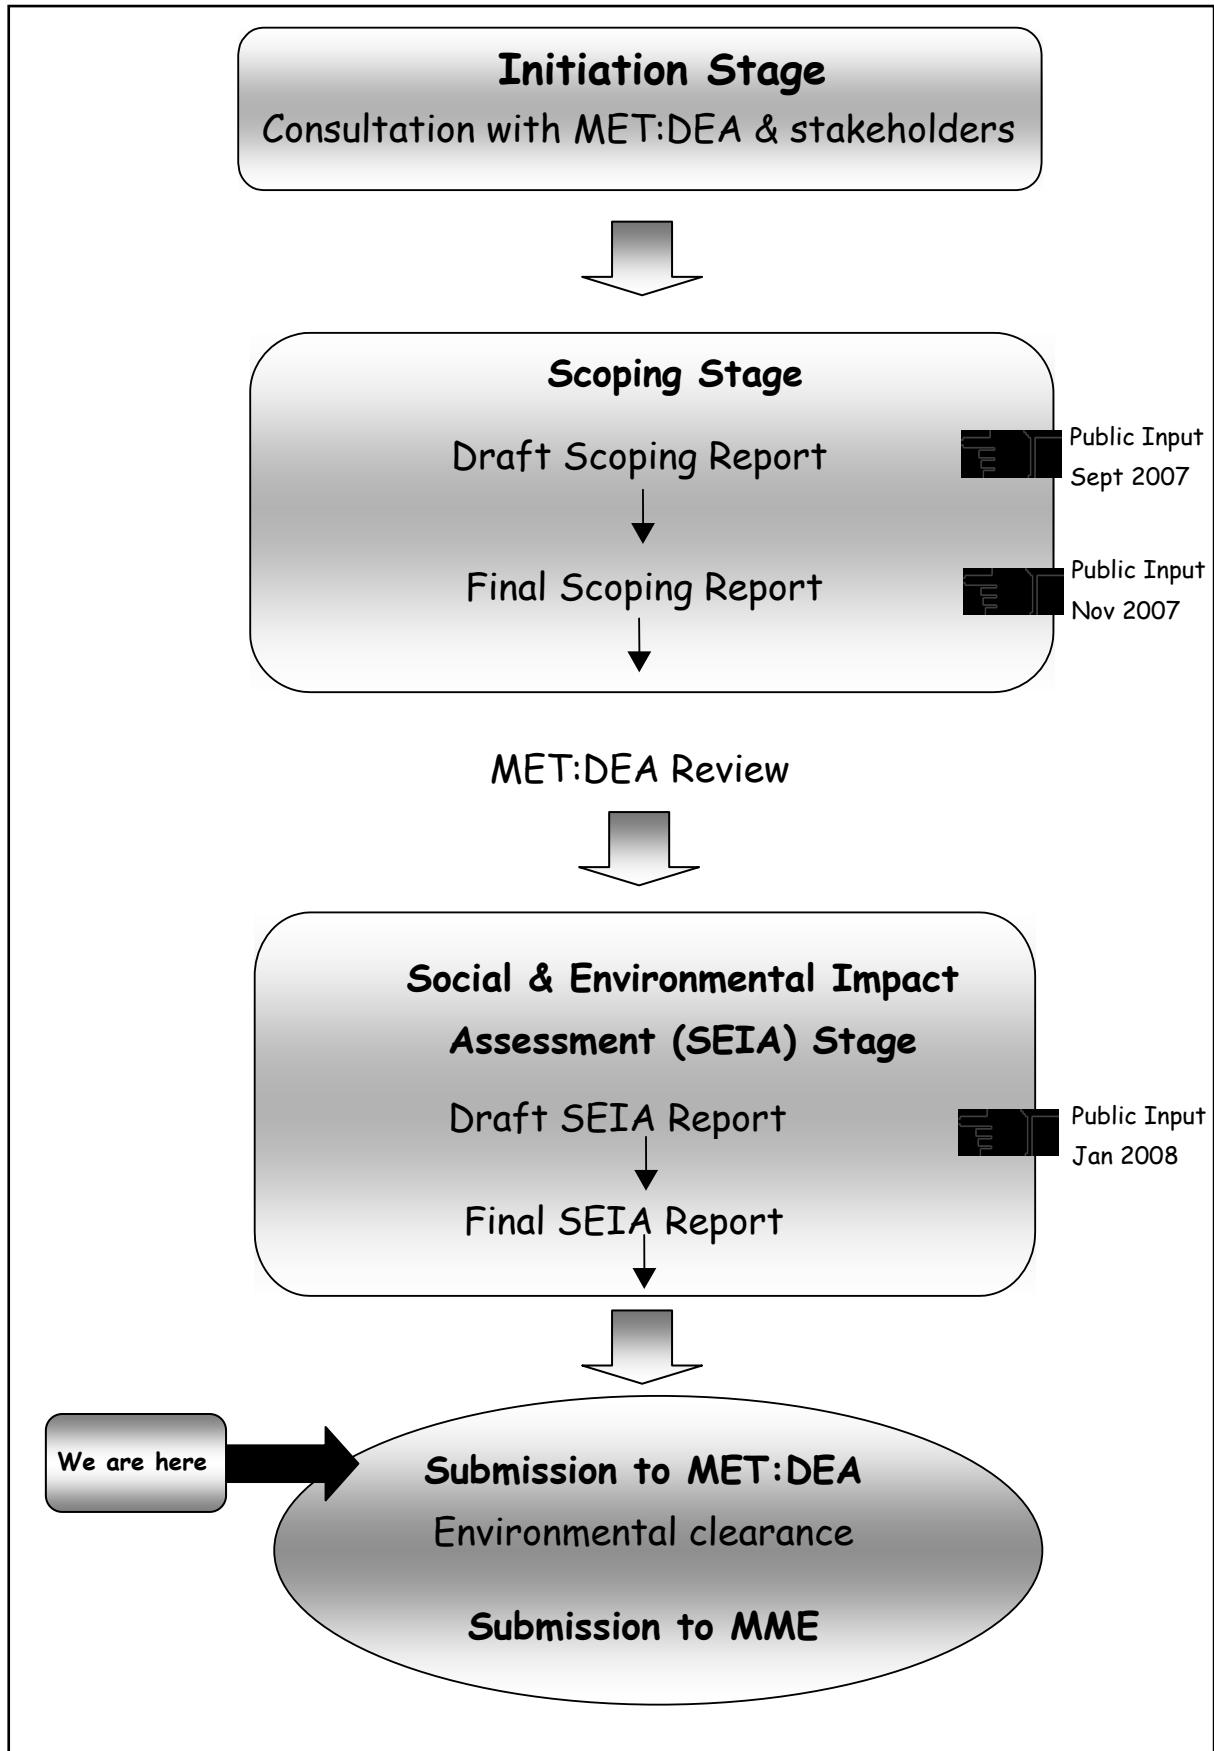 Initiation Stage
Consultation with MET:DEA & stakeholders
Scoping Stage
Draft Scoping Report
Public Input
Sept 2007
Final Scoping Report
Public Input
Nov 2007
MET:DEA Review
Social & Environmental Impact
Assessment (SEIA) Stage
Draft SEIA Report
Public Input
Jan 2008
Final SEIA Report
We are here
Submission to MET:DEA
Environmental clearance
Submission to MME